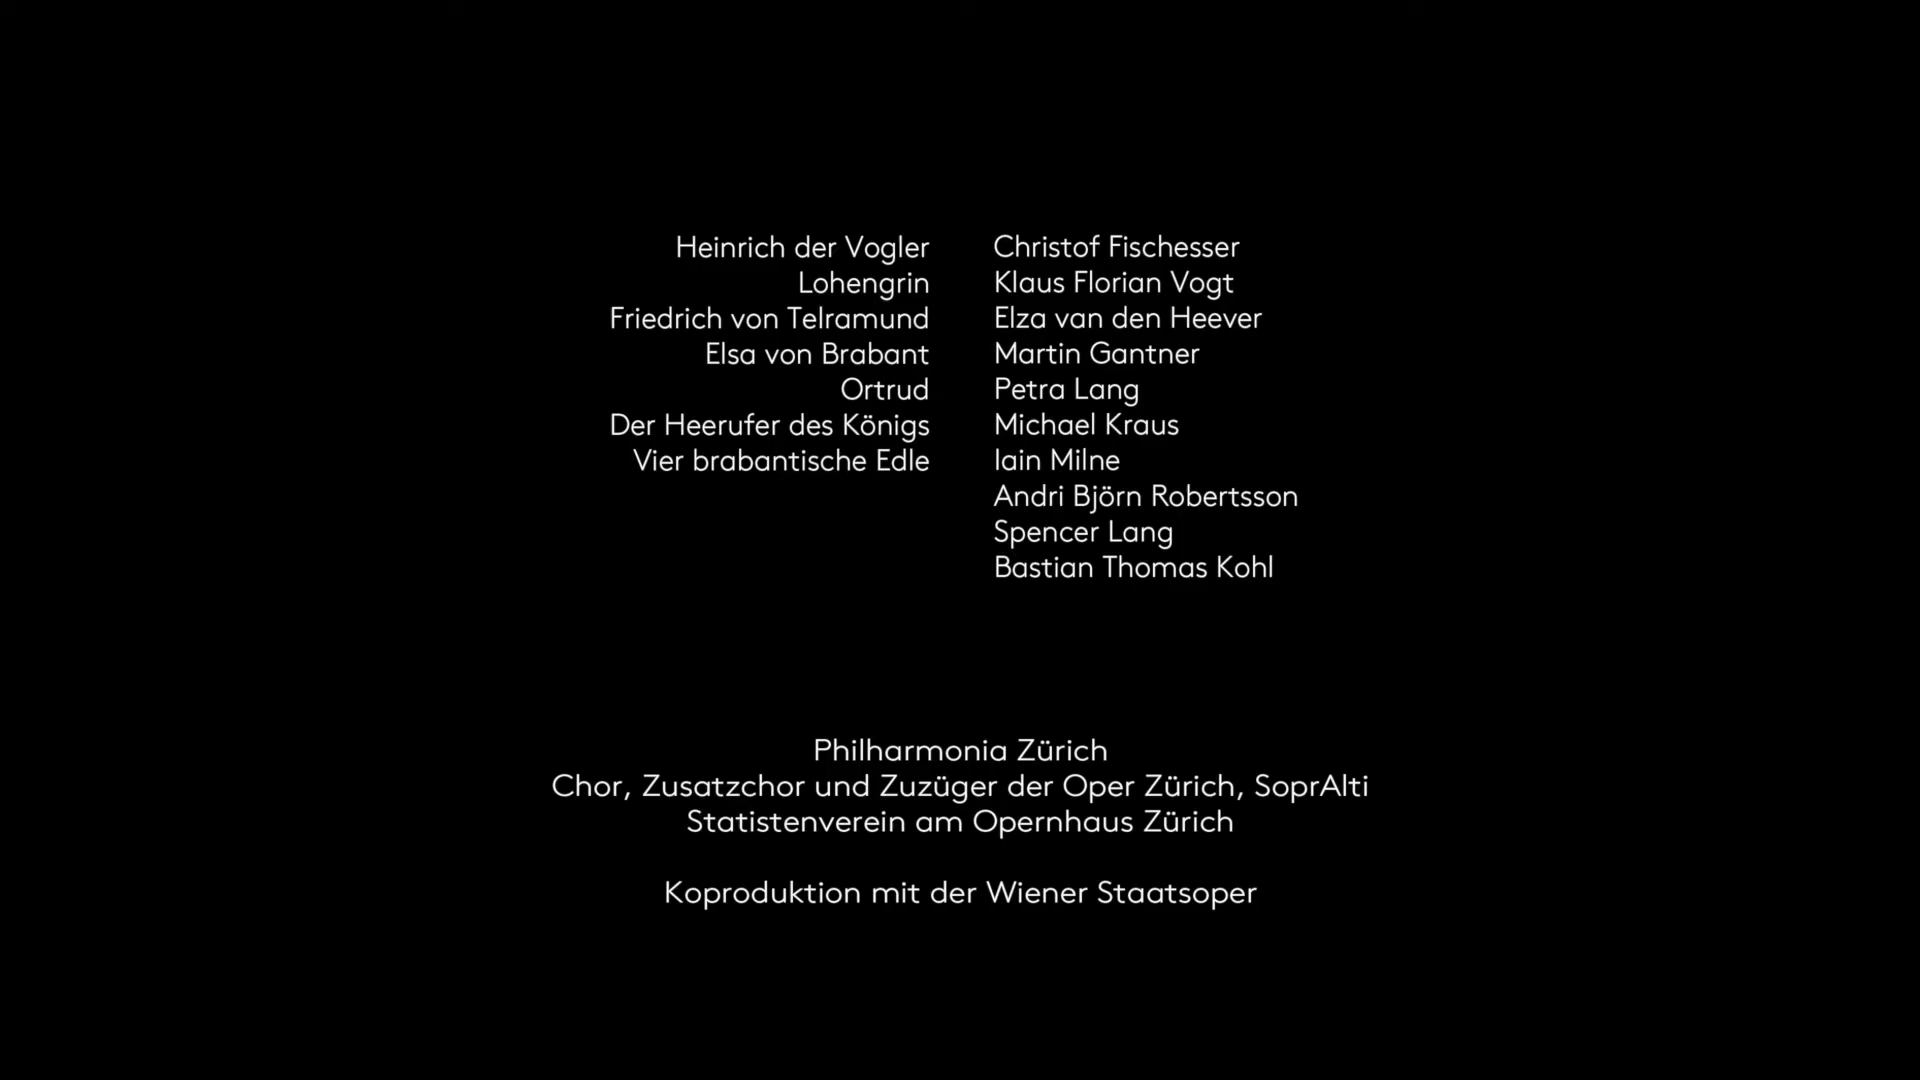 Heinrich der Vogler Christof Fischesser
Lohengrin Klaus Florian Vogt
Friedrich von Telramund Elza van den Heever
Elsa von Brabant Martin Gantner
Ortrud Petra Lang
Der Heerufer des Königs Michael Kraus
Vier brabantische Edle Iain Milne
Andri Björn Robertsson
Spencer Lang
Bastian Thomas Kohl
Philharmonia Zürich
Chor, Zusatzchor und Zuzüger der Oper Zürich, SoprAlti
Statistenverein am Opernhaus Zürich
Koproduktion mit der Wiener Staatsoper